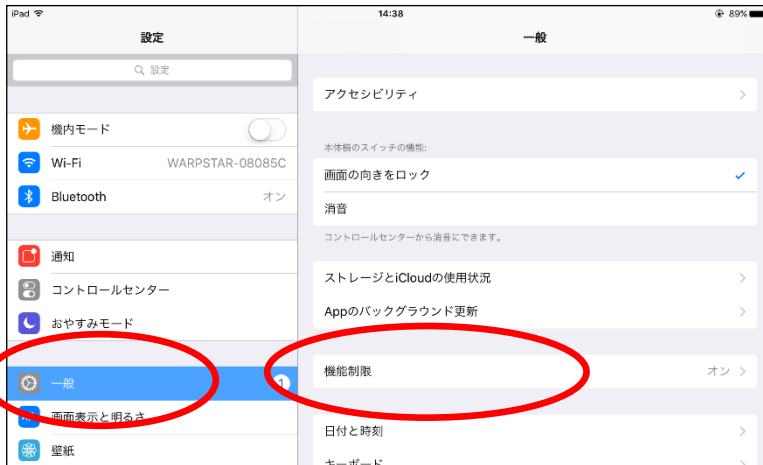 iPad
14:38
89%
設定
設定
機内モード
Wi-Fi WARPSTAR-08085C
Bluetooth オン
通知
コントロールセンター
おやすみモード
一般 1
画面表示と明るさ
壁紙
一般
アクセシビリティ
本体横のスイッチの機能:
画面の向きをロック
消音
コントロールセンターから消音にできます。
ストレージとiCloudの使用状況
Appのバックグラウンド更新
機能制限 オン
日付と時刻
キーボード